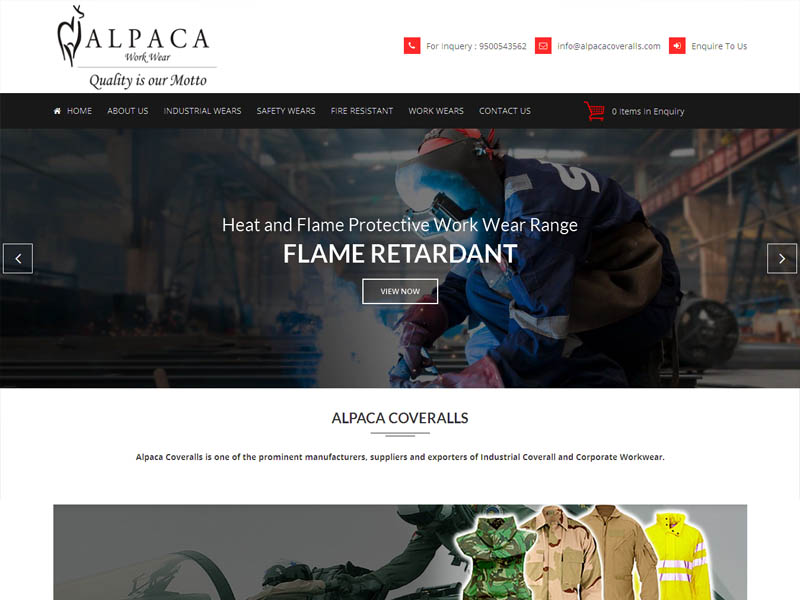 ALPACA
Work Wear
Quality is our Motto
For inquery : 9500543562
info@alpacacoveralls.com
Enquire To Us
HOME ABOUT US INDUSTRIAL WEARS SAFETY WEARS FIRE RESISTANT WORK WEARS CONTACT US
0 Items In Enquiry
Heat and Flame Protective Work Wear Range
FLAME RETARDANT
VIEW NOW
ALPACA COVERALLS
Alpaca Coveralls is one of the prominent manufacturers, suppliers and exporters of Industrial Coverall and Corporate Workwear.